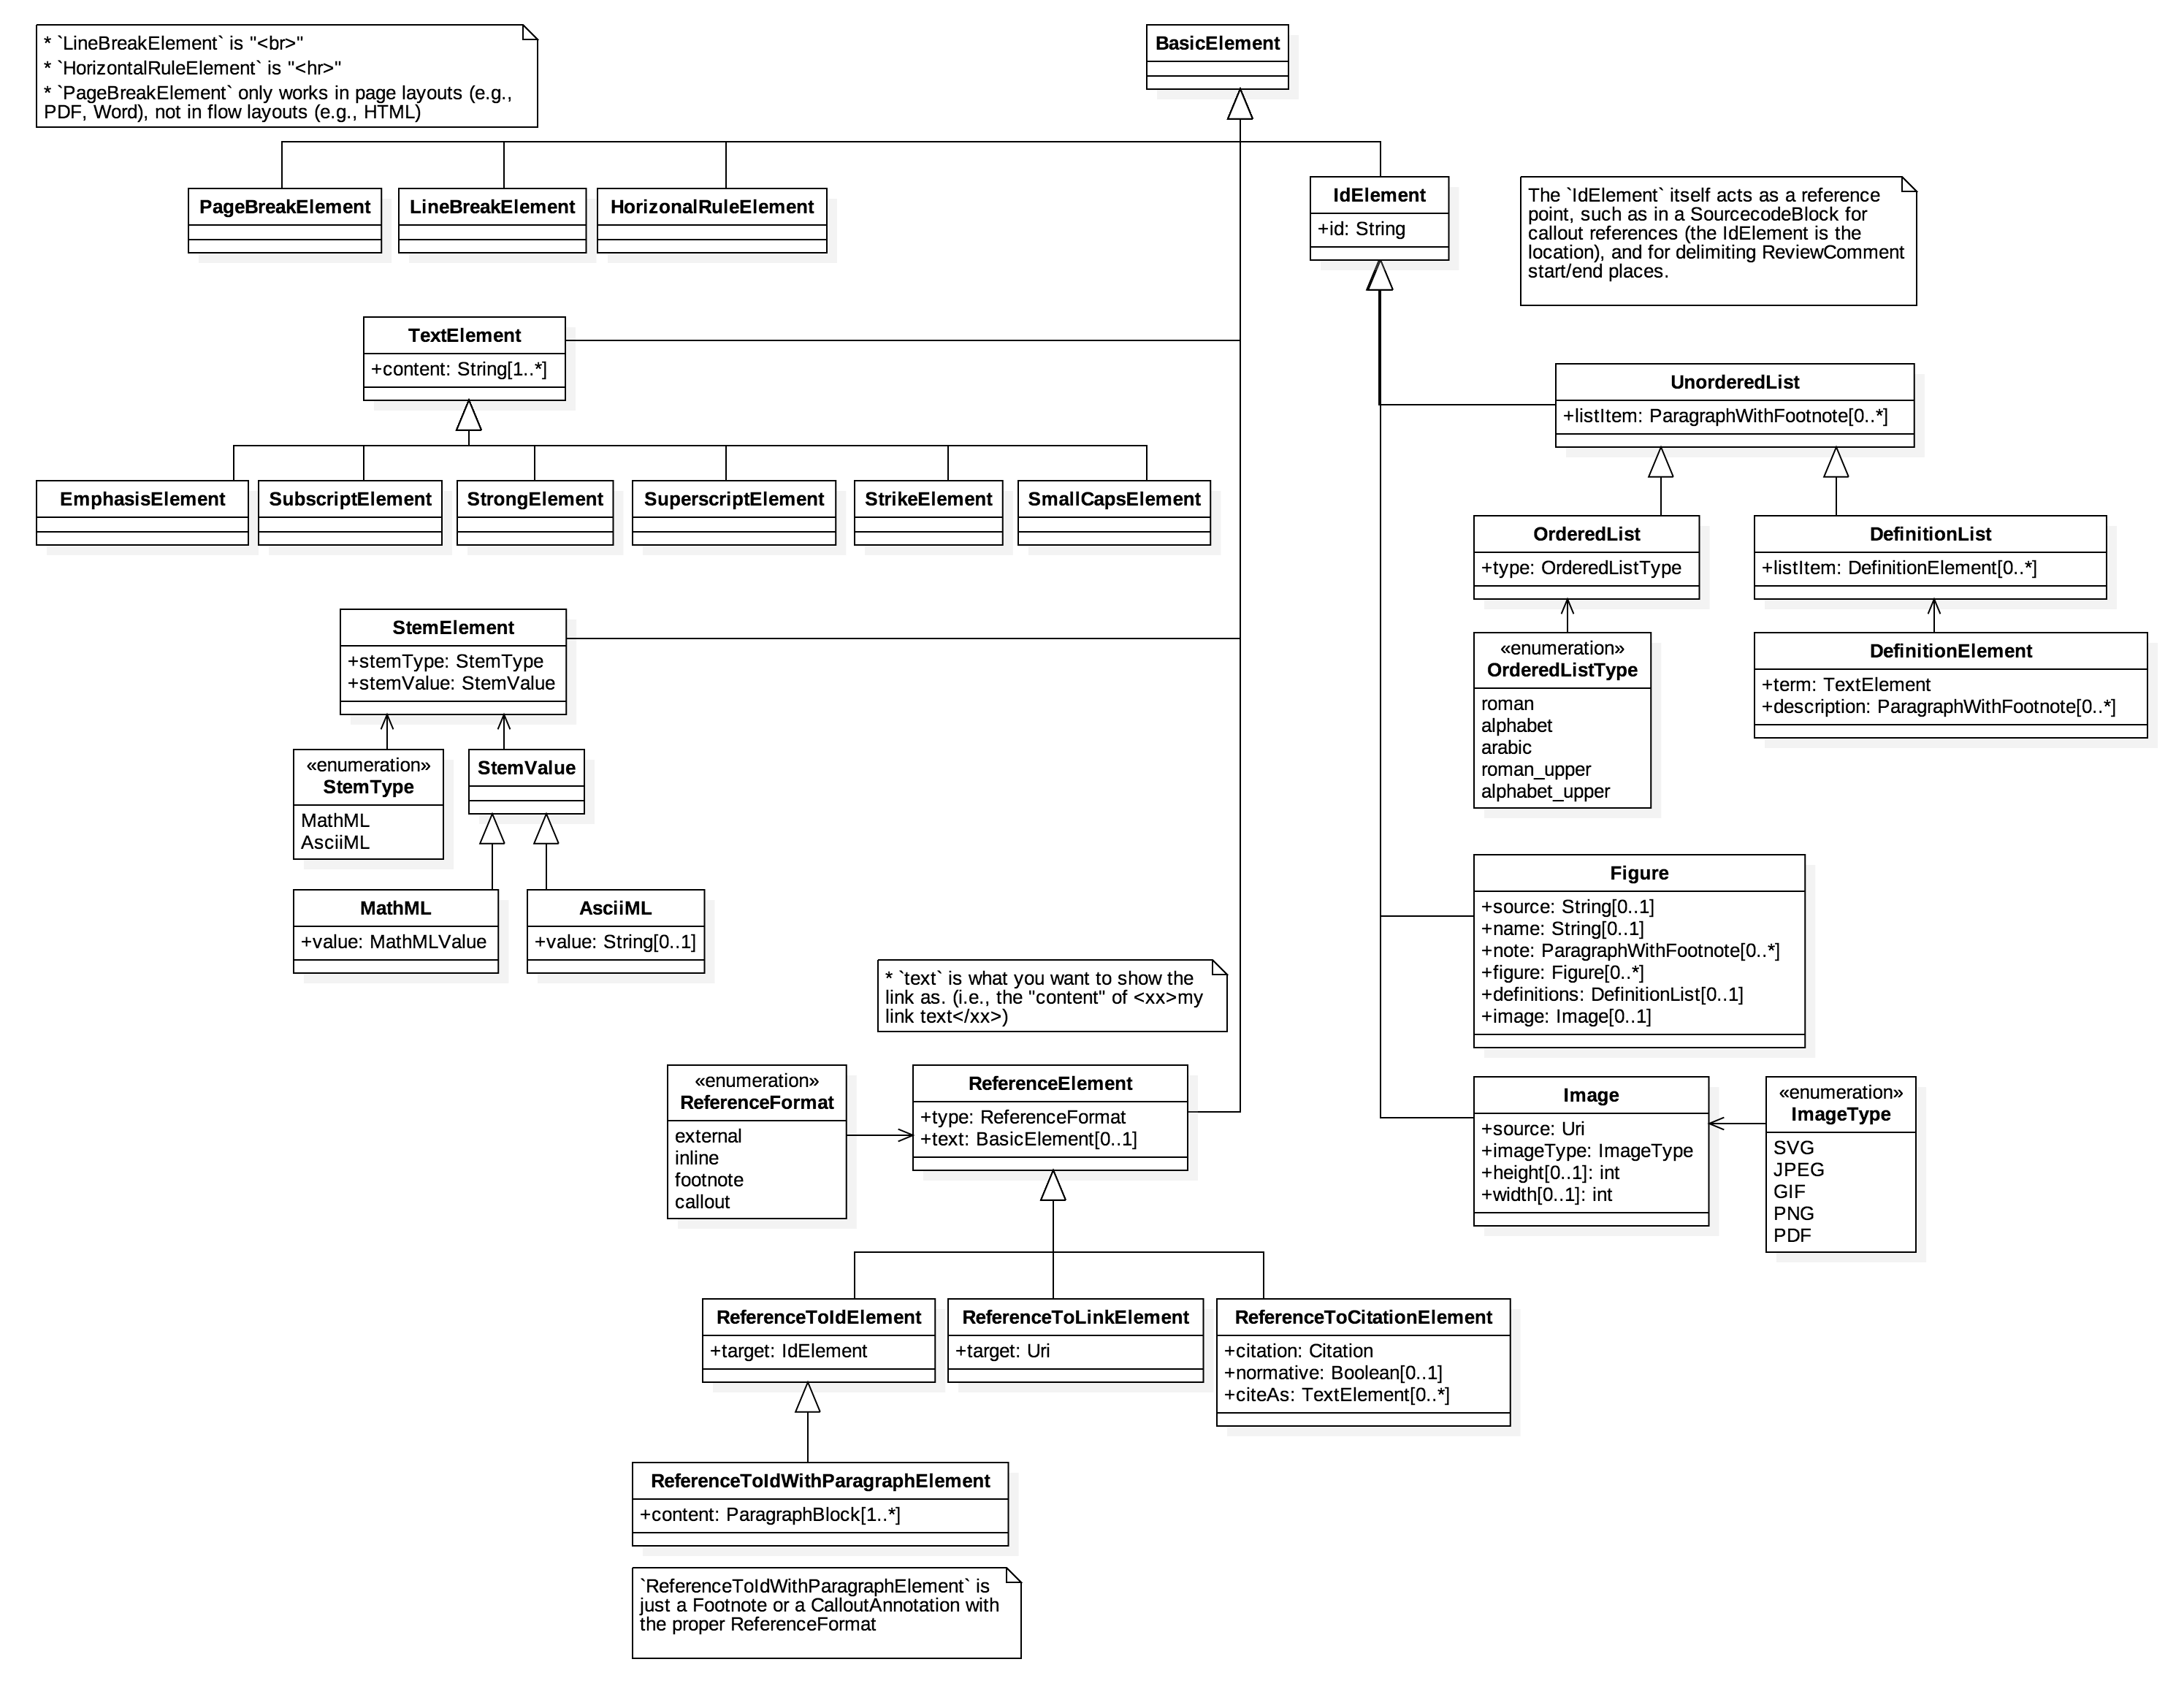 * `LineBreakElement` is "<br>"
* `HorizontalRuleElement` is "<hr>"
* `PageBreakElement` only works in page layouts (e.g.,
PDF, Word), not in flow layouts (e.g., HTML)
BasicElement
PageBreakElement
LineBreakElement
HorizonalRuleElement
IdElement
+id: String
The `IdElement` itself acts as a reference
point, such as in a SourcecodeBlock for
callout references (the IdElement is the
location), and for delimiting ReviewComment
start/end places.
TextElement
+content: String[1..*]
UnorderedList
+listItem: ParagraphWithFootnote[0..*]
EmphasisElement
SubscriptElement
StrongElement
SuperscriptElement
StrikeElement
SmallCapsElement
OrderedList
+type: OrderedListType
DefinitionList
+listItem: DefinitionElement[0..*]
StemElement
+stemType: StemType
+stemValue: StemValue
«enumeration»
OrderedListType
roman
alphabet
arabic
roman_upper
alphabet_upper
DefinitionElement
+term: TextElement
+description: ParagraphWithFootnote[0..*]
«enumeration»
StemType
MathML
AsciiML
StemValue
MathML
+value: MathMLValue
AsciiML
+value: String[0..1]
Figure
+source: String[0..1]
+name: String[0..1]
+note: ParagraphWithFootnote[0..*]
+figure: Figure[0..*]
+definitions: DefinitionList[0..1]
+image: Image[0..1]
* `text` is what you want to show the
link as. (i.e., the "content" of <xx>my
link text</xx>)
«enumeration»
ReferenceFormat
external
inline
footnote
callout
ReferenceElement
+type: ReferenceFormat
+text: BasicElement[0..1]
Image
+source: Uri
+imageType: ImageType
+height[0..1]: int
+width[0..1]: int
«enumeration»
ImageType
SVG
JPEG
GIF
PNG
PDF
ReferenceToIdElement
+target: IdElement
ReferenceToLinkElement
+target: Uri
ReferenceToCitationElement
+citation: Citation
+normative: Boolean[0..1]
+citeAs: TextElement[0..*]
ReferenceToIdWithParagraphElement
+content: ParagraphBlock[1..*]
`ReferenceToIdWithParagraphElement` is
just a Footnote or a CalloutAnnotation with
the proper ReferenceFormat